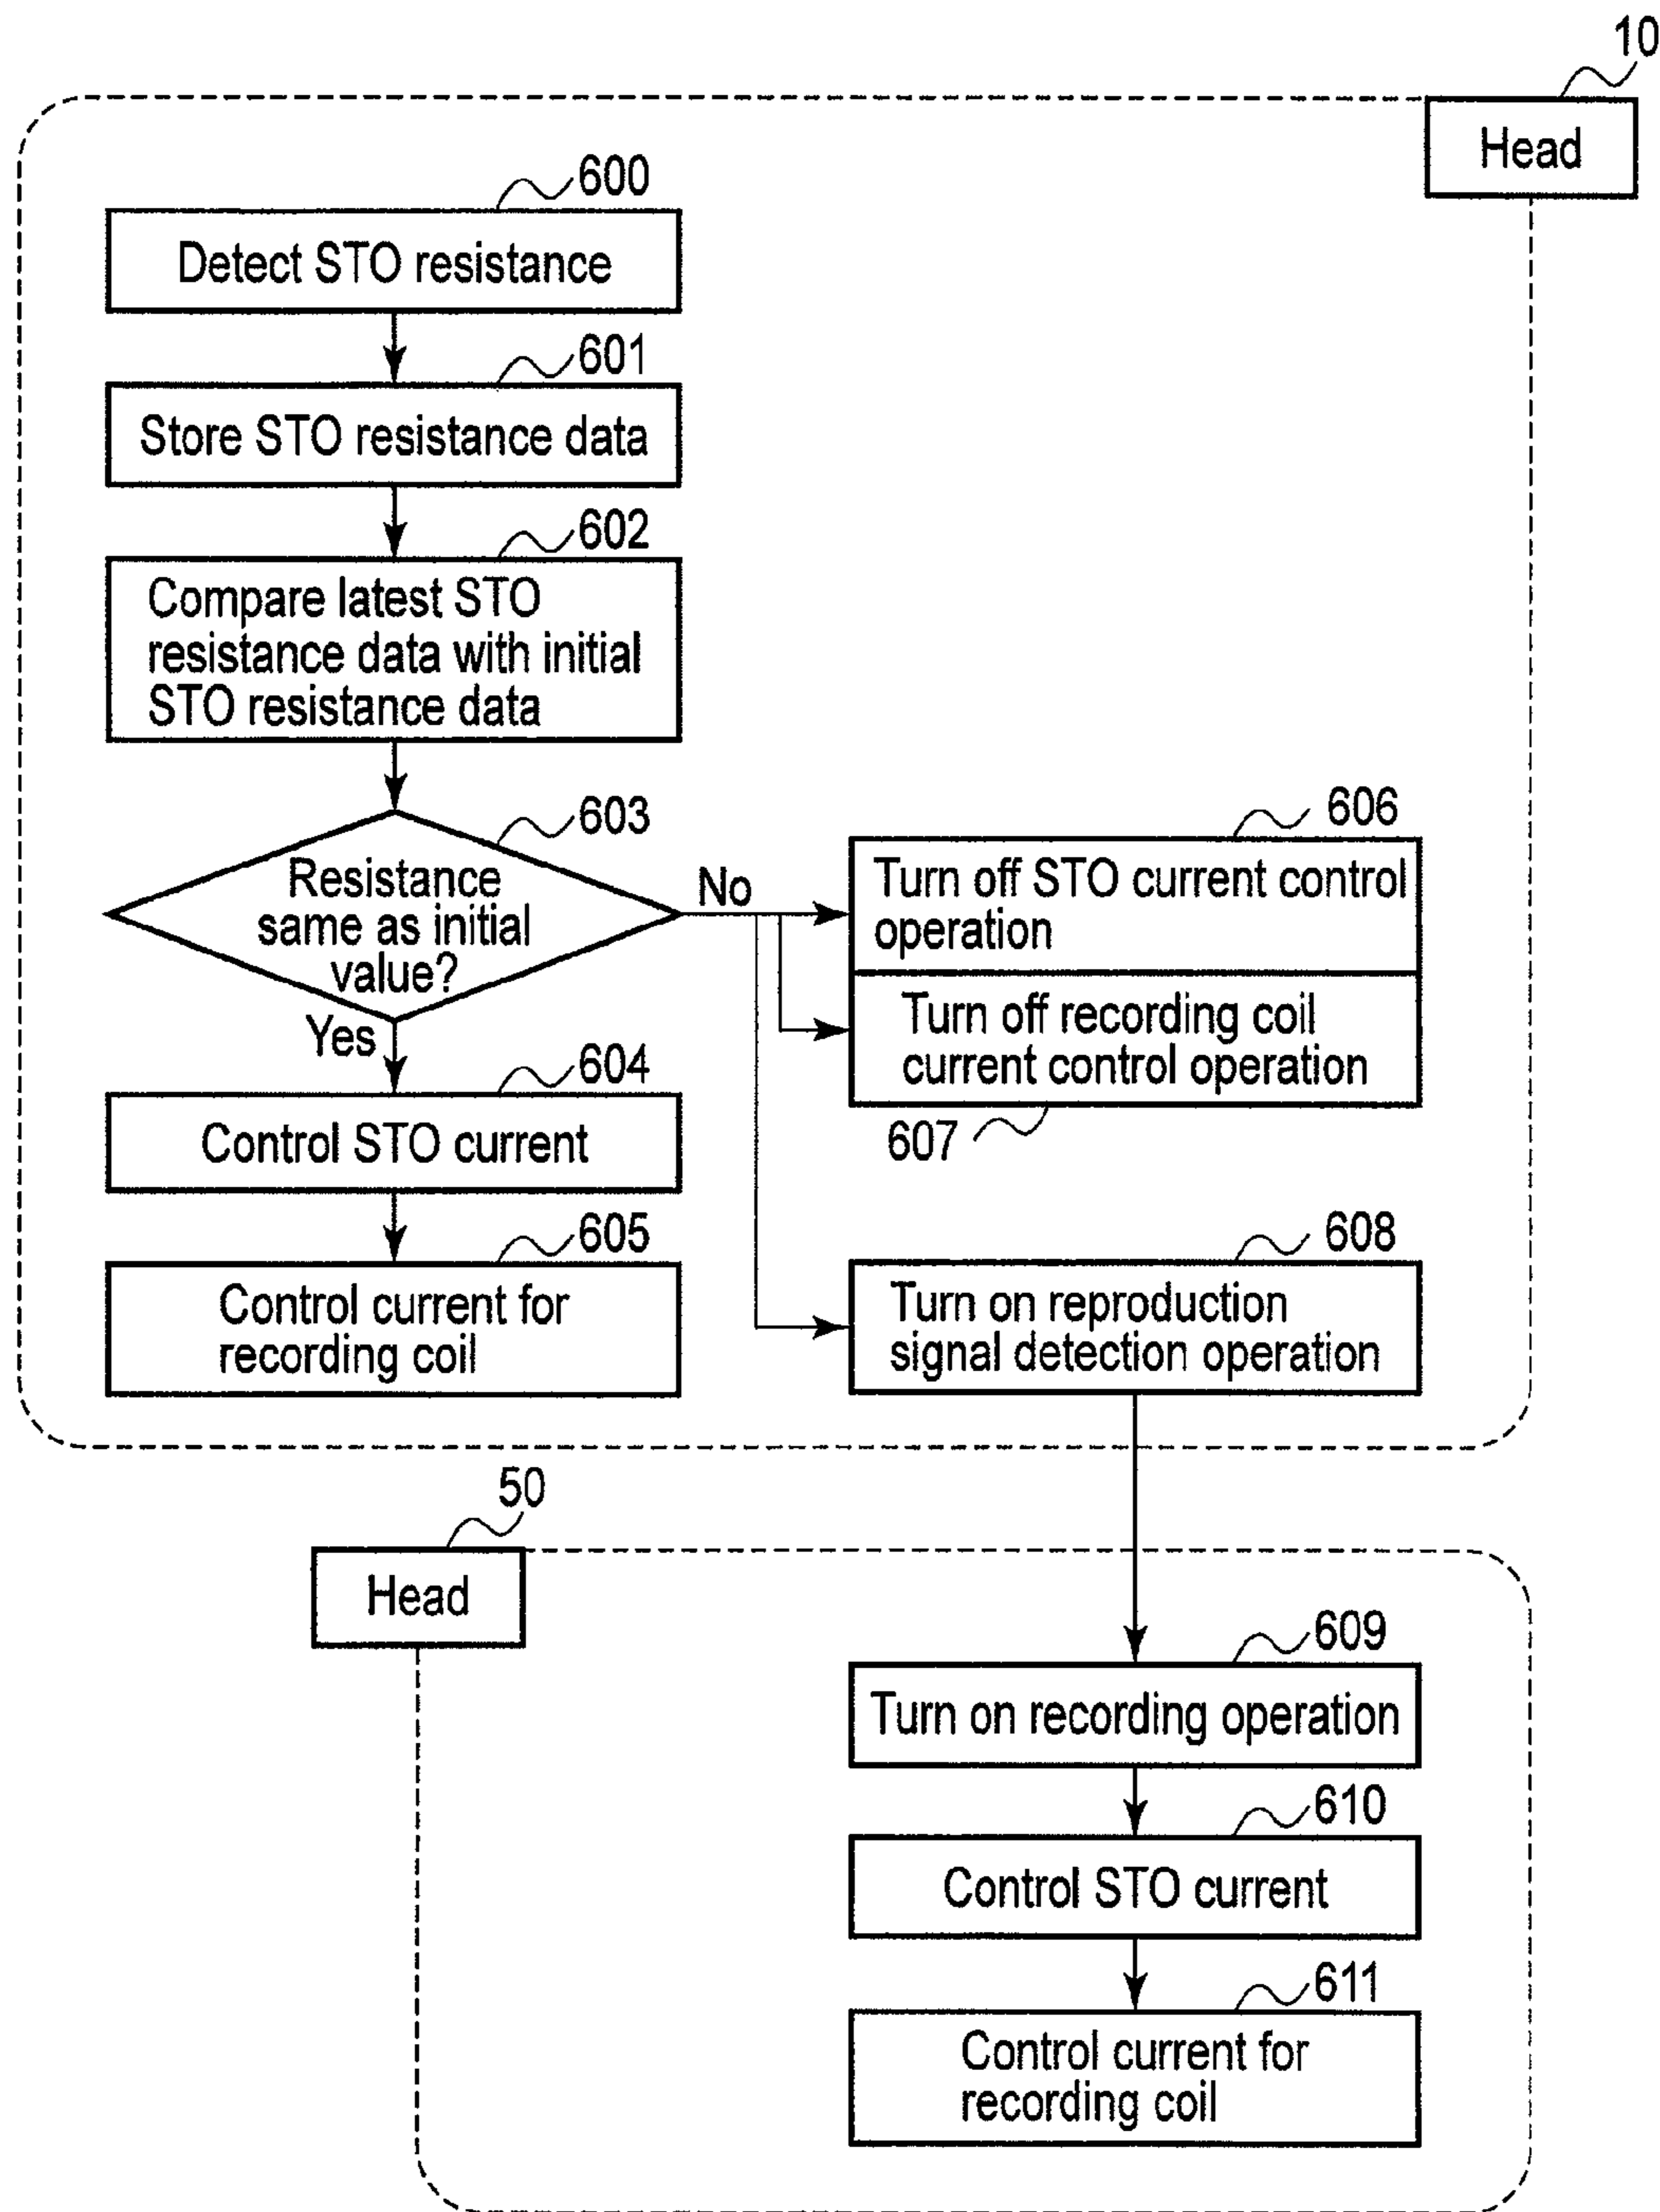 10
Head
600
Detect STO resistance
601
Store STO resistance data
602
Compare latest STO
resistance data with initial
STO resistance data
603
Resistance
same as initial
value?
No
Yes
606
Turn off STO current control
operation
Turn off recording coil
current control operation
607
604
Control STO current
605
Control current for
recording coil
608
Turn on reproduction
signal detection operation
50
Head
609
Turn on recording operation
610
Control STO current
611
Control current for
recording coil